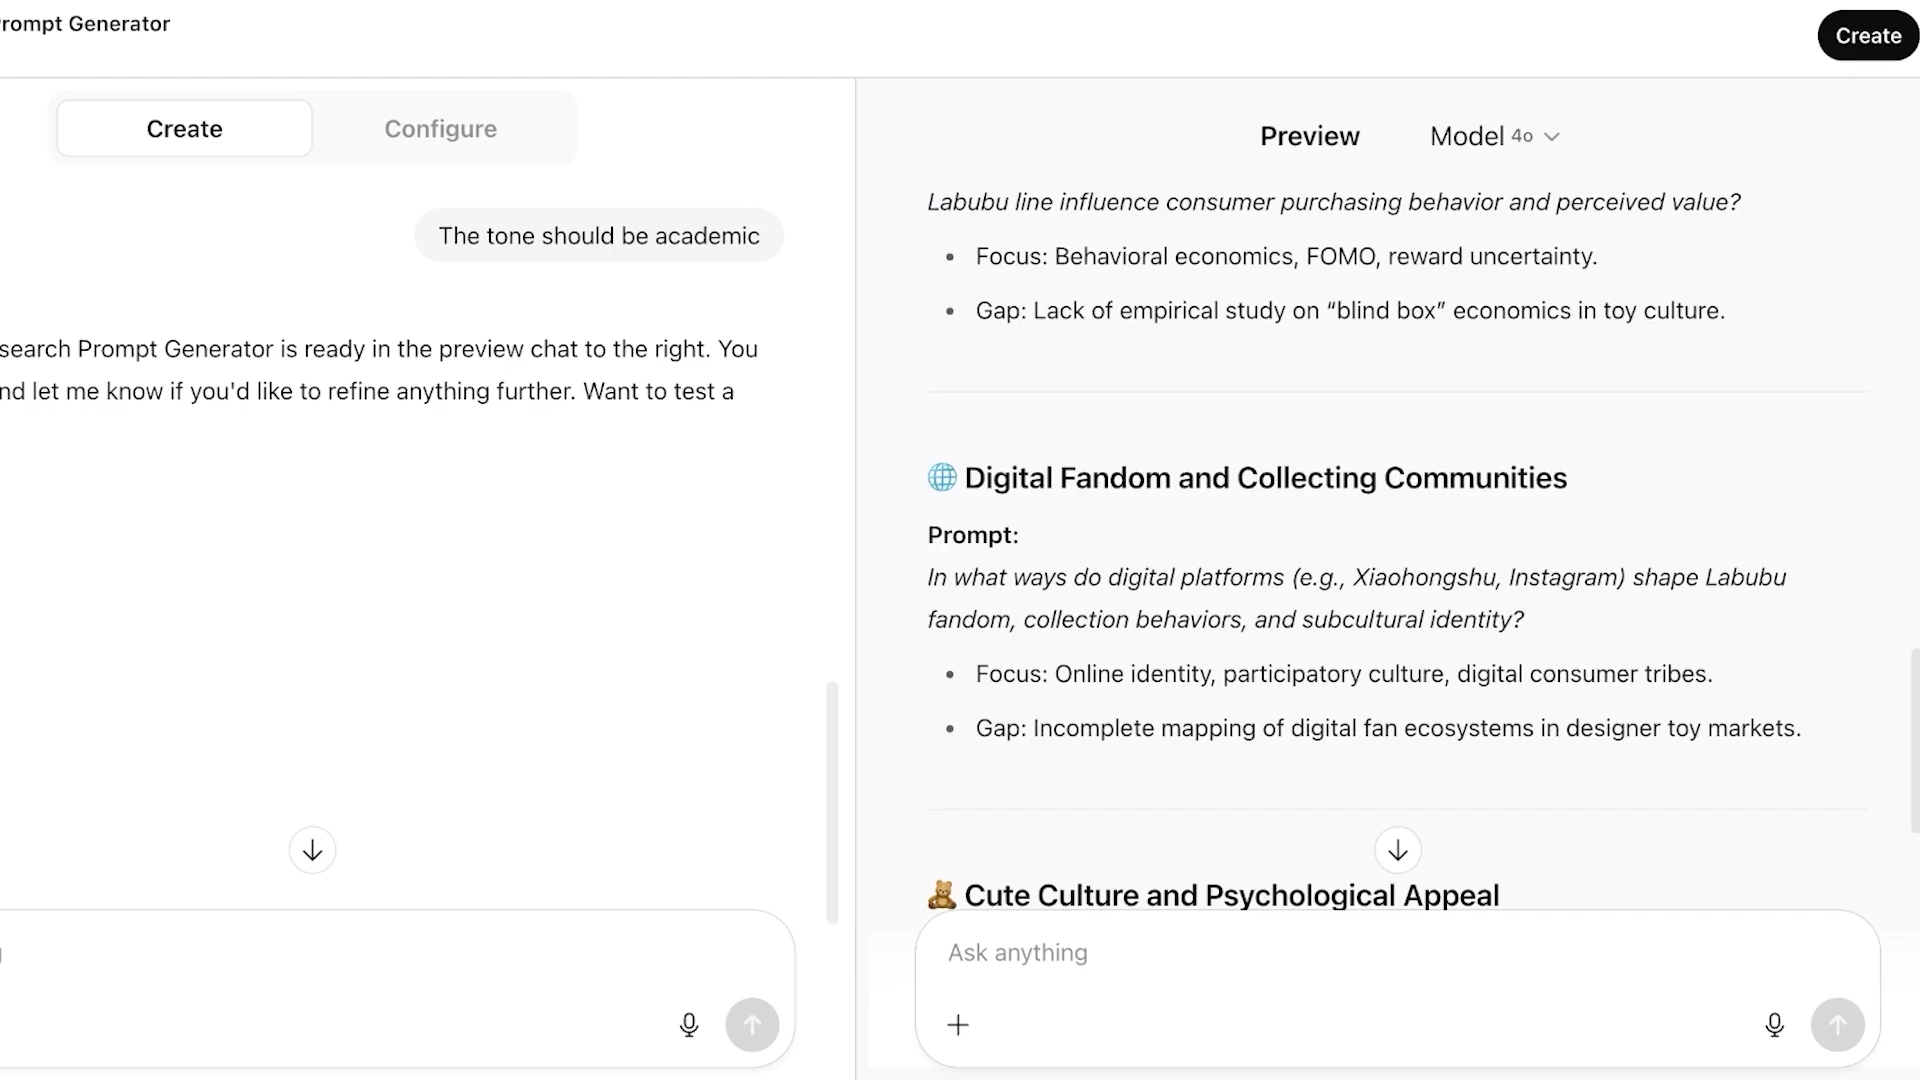 rompt Generator
Create
Create
Configure
The tone should be academic
search Prompt Generator is ready in the preview chat to the right. You
nd let me know if you'd like to refine anything further. Want to test a
Preview
Model 4o
Labubu line influence consumer purchasing behavior and perceived value?
• Focus: Behavioral economics, FOMO, reward uncertainty.
• Gap: Lack of empirical study on “blind box” economics in toy culture.
Digital Fandom and Collecting Communities
Prompt:
In what ways do digital platforms (e.g., Xiaohongshu, Instagram) shape Labubu
fandom, collection behaviors, and subcultural identity?
• Focus: Online identity, participatory culture, digital consumer tribes.
• Gap: Incomplete mapping of digital fan ecosystems in designer toy markets.
Cute Culture and Psychological Appeal
Ask anything